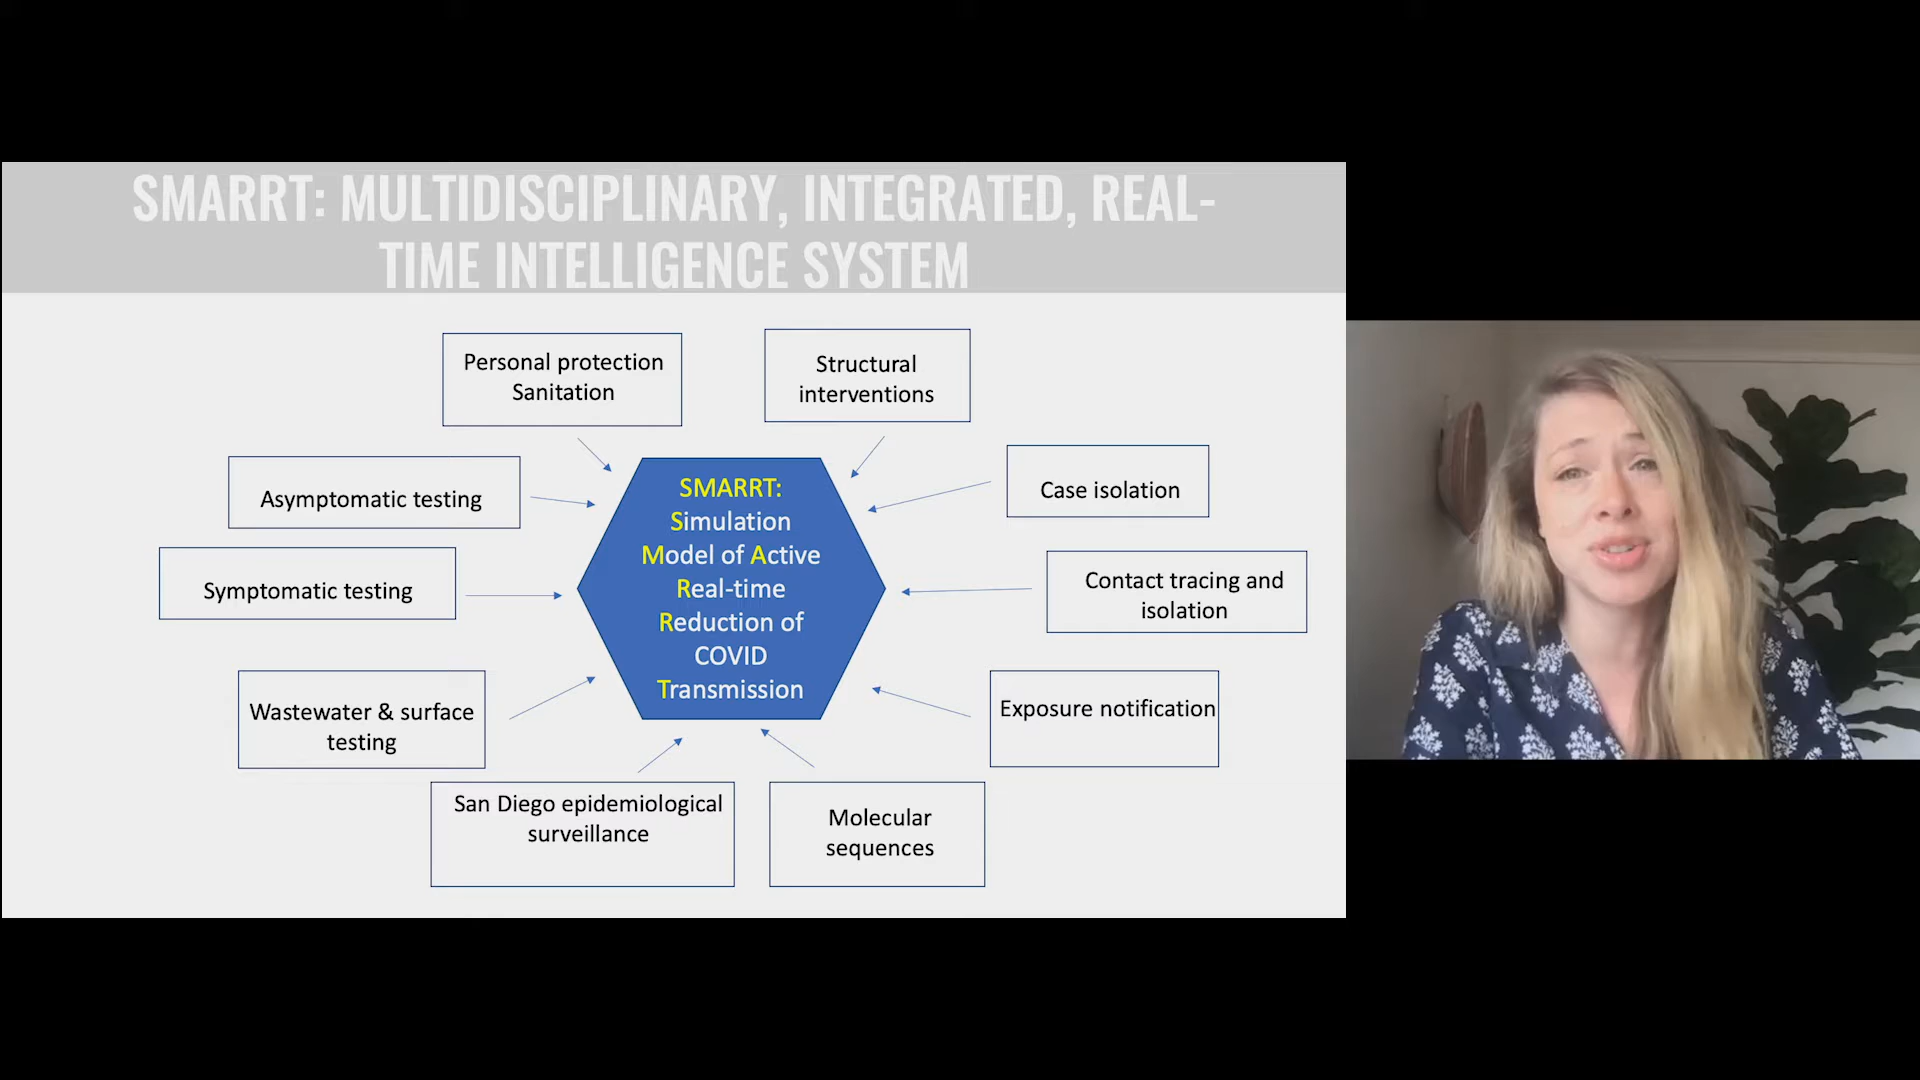 SMARRT: MULTIDISCIPLINARY, INTEGRATED, REAL-
TIME INTELLIGENCE SYSTEM
Personal protection
Sanitation
Structural
interventions
Asymptomatic testing
Case isolation
Symptomatic testing
Contact tracing and
isolation
SMARRT:
Simulation
Model of Active
Real-time
Reduction of
COVID
Transmission
Wastewater & surface
testing
Exposure notification
San Diego epidemiological
surveillance
Molecular
sequences